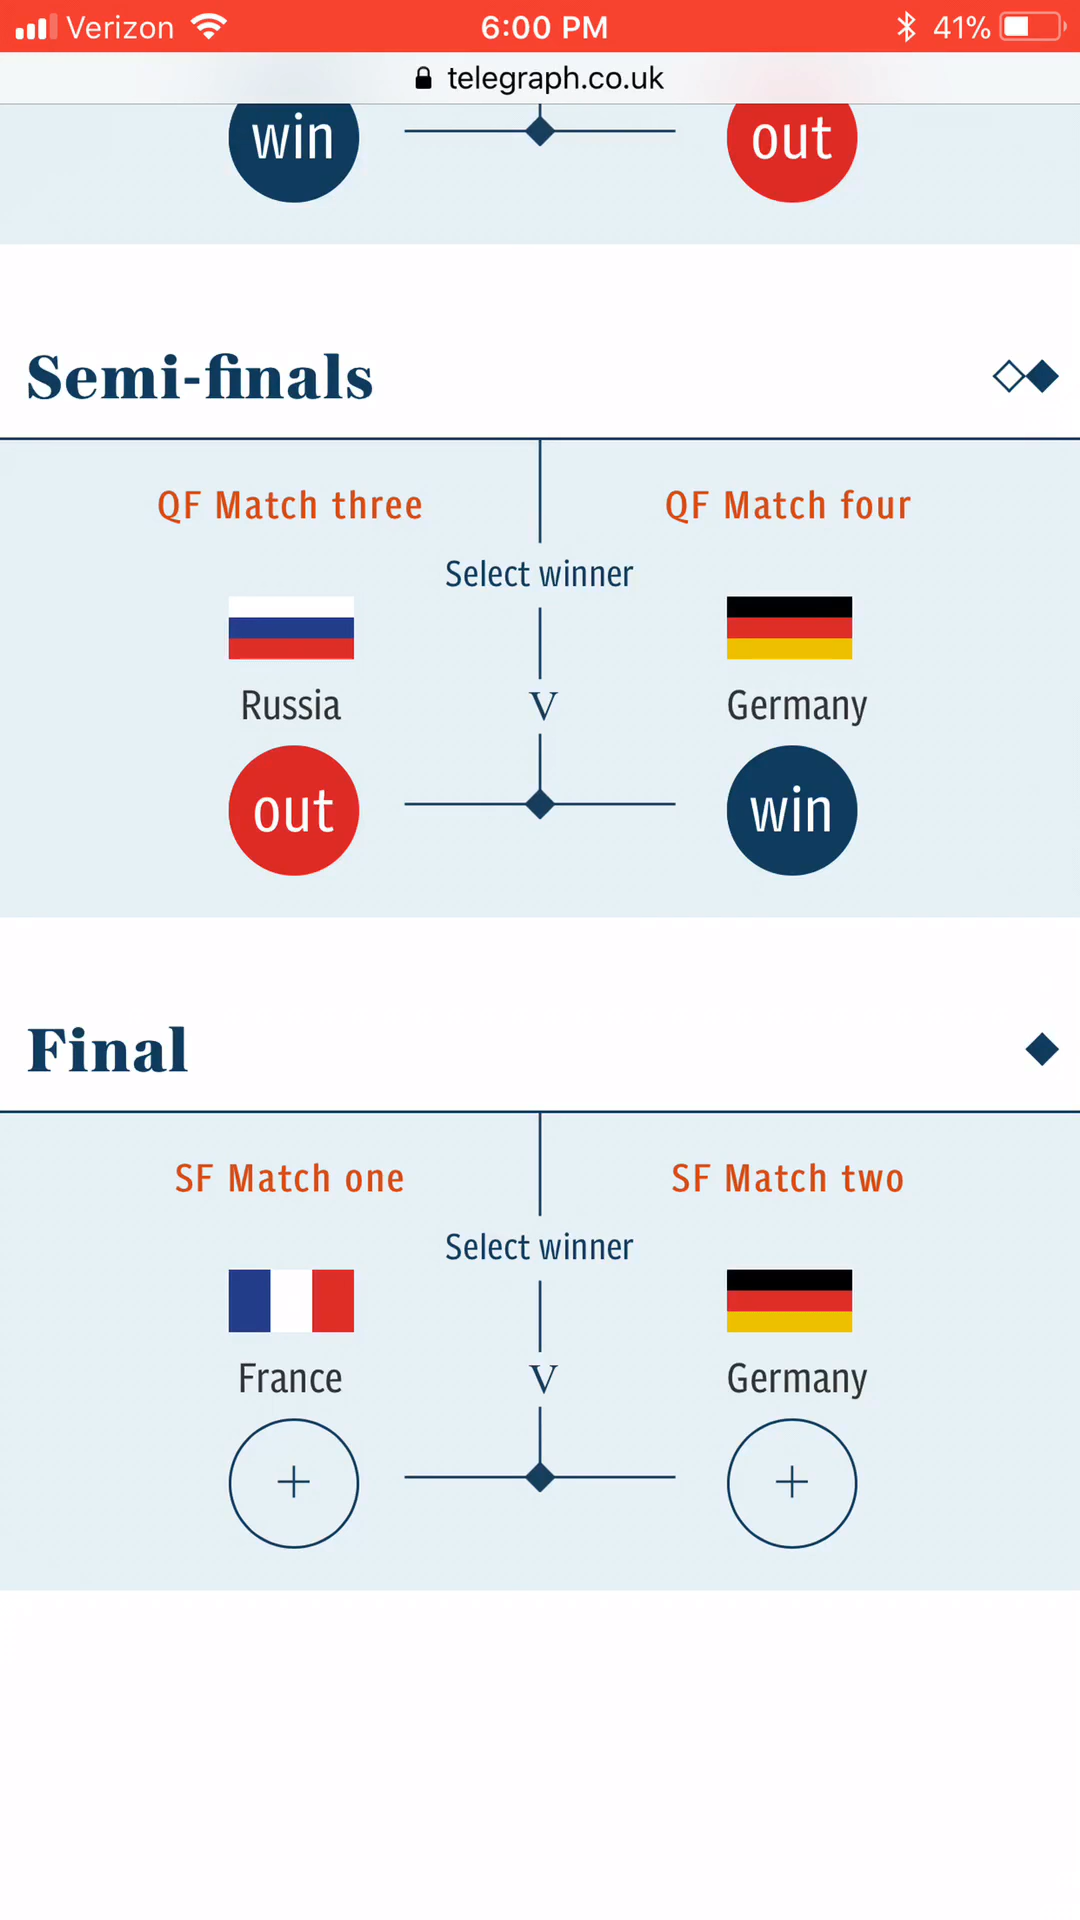 Verizon 6:00 PM 41%
telegraph.co.uk
win out
Semi-finals
QF Match three QF Match four
Select winner
Russia V Germany
out win
Final
SF Match one SF Match two
Select winner
France V Germany
+ +